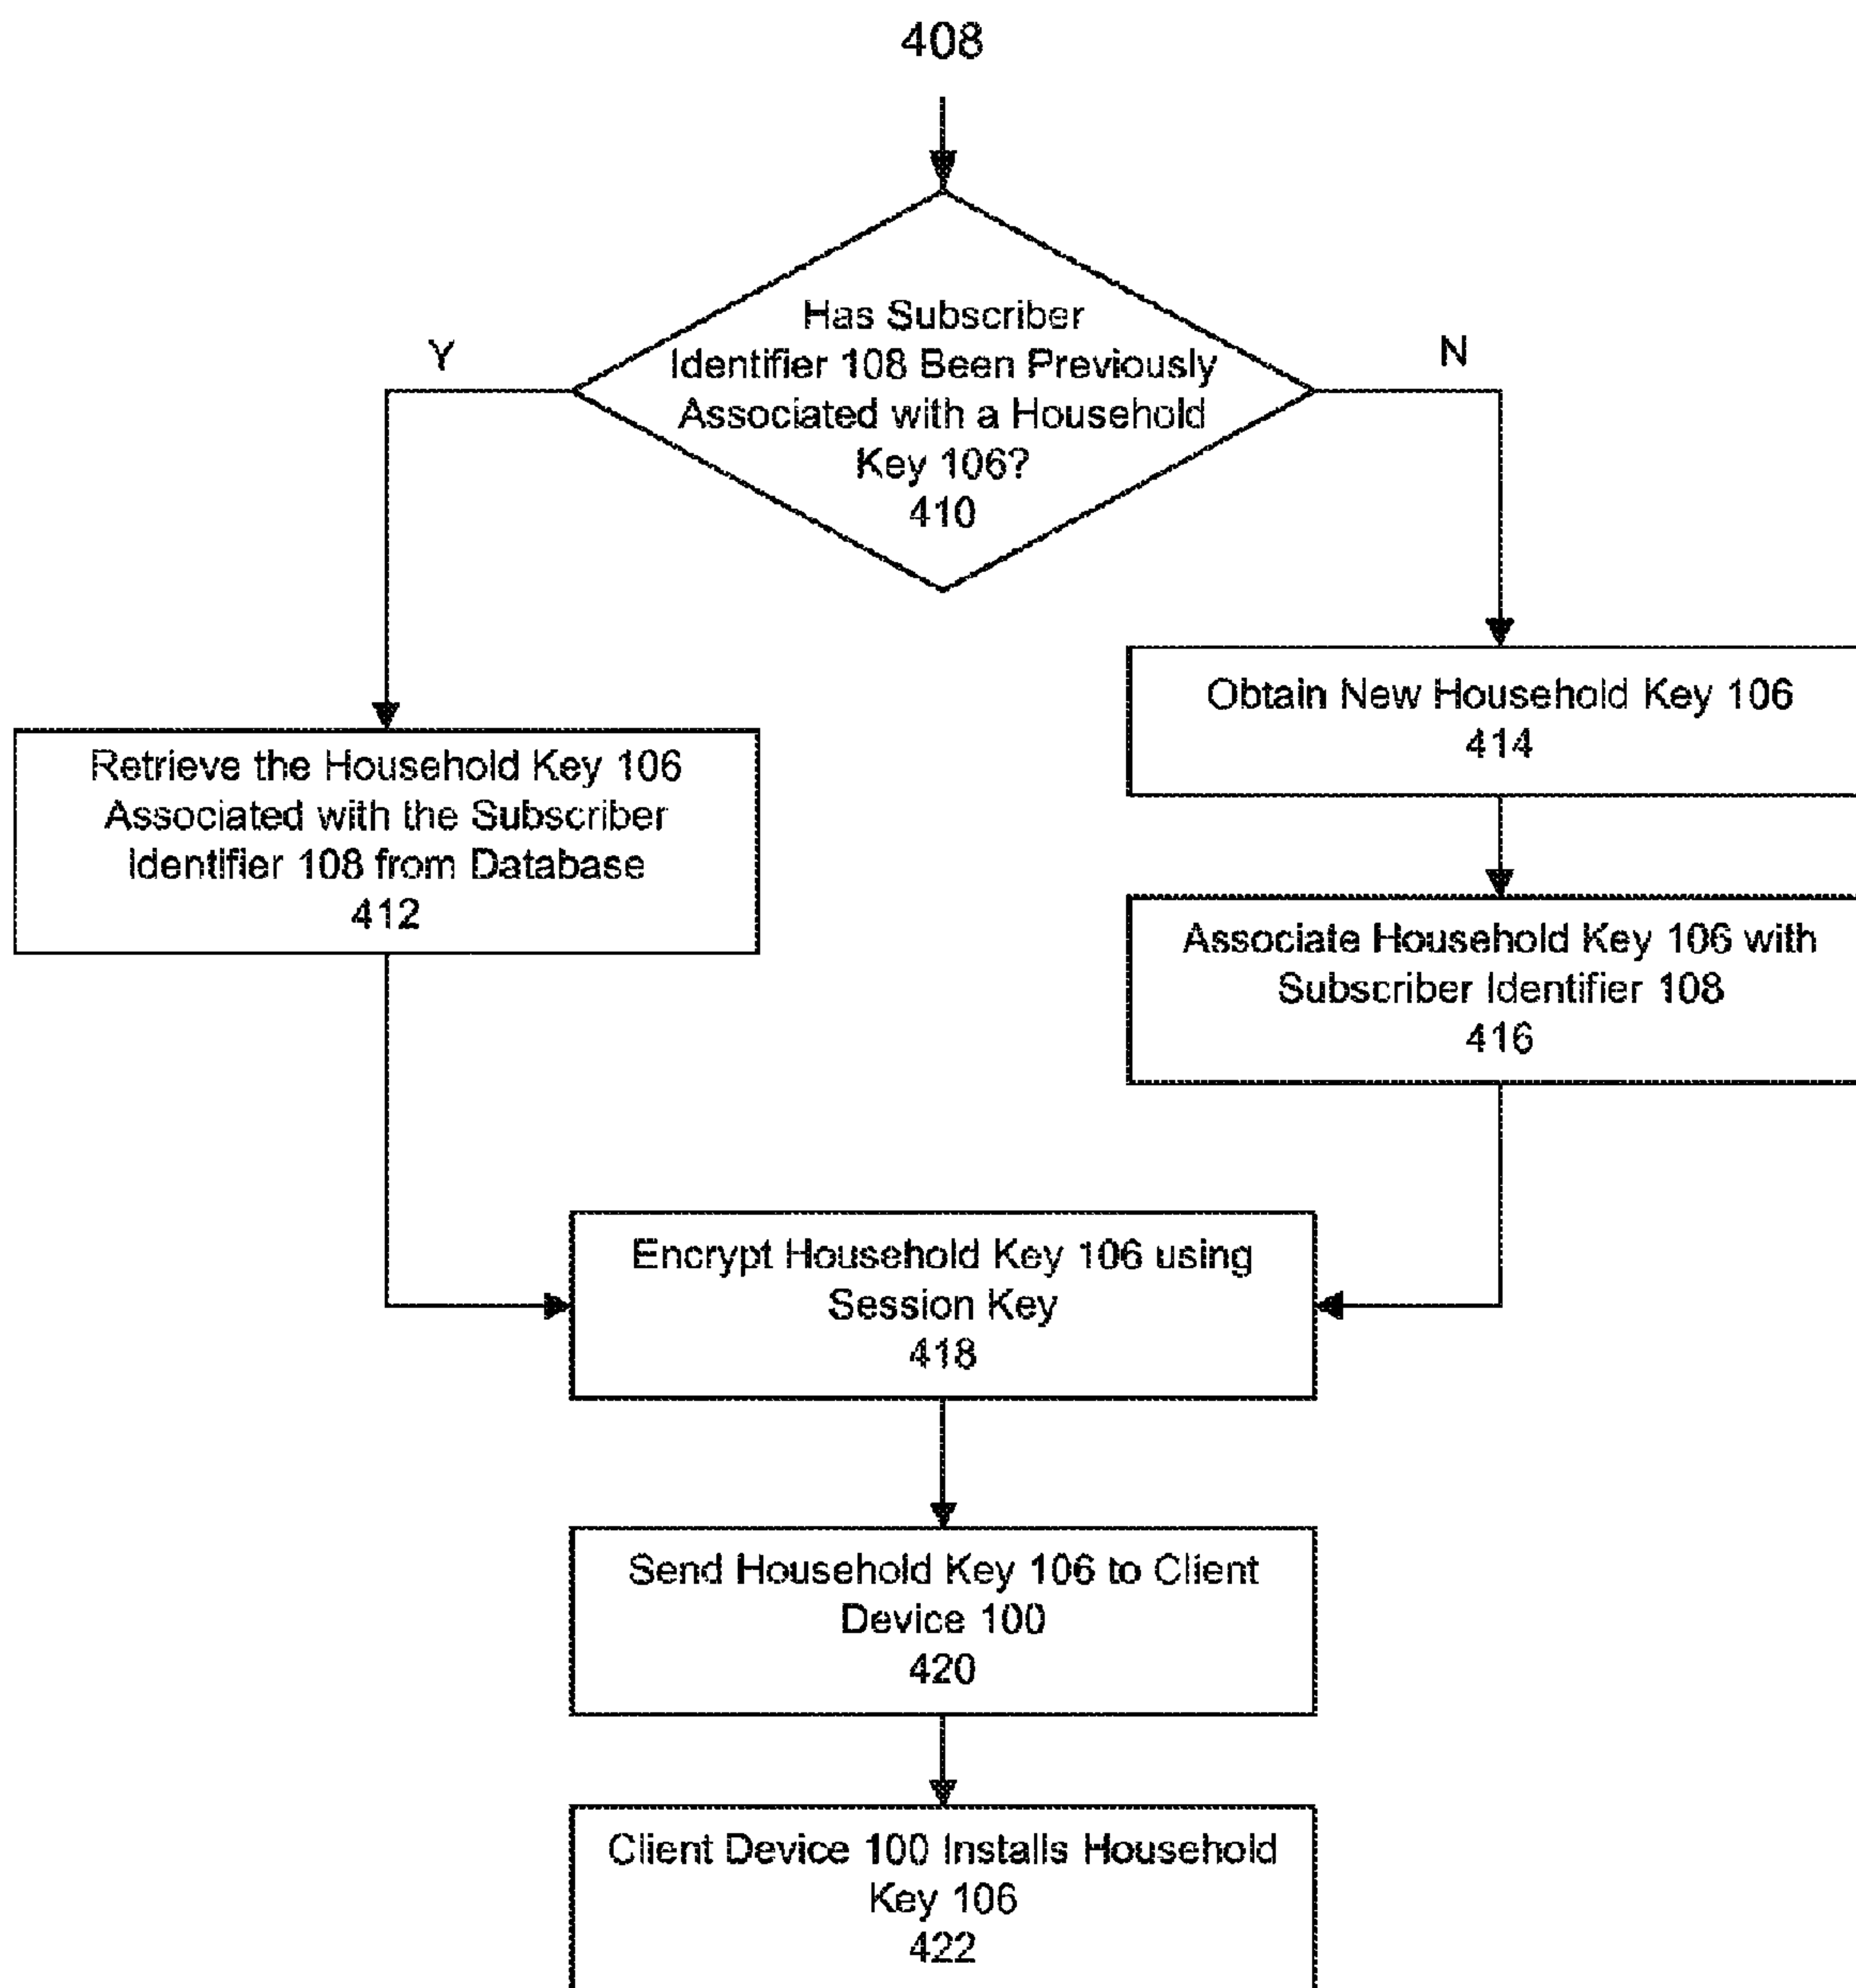 408
Has Subscriber
Identifier 108 Been Previously
Associated with a Household
Key 106?
410
Y
N
Retrieve the Household Key 106
Associated with the Subscriber
Identifier 108 from Database
412
Obtain New Household Key 106
414
Associate Household Key 106 with
Subscriber Identifier 108
416
Encrypt Household Key 106 using
Session Key
418
Send Household Key 106 to Client
Device 100
420
Client Device 100 Installs Household
Key 106
422